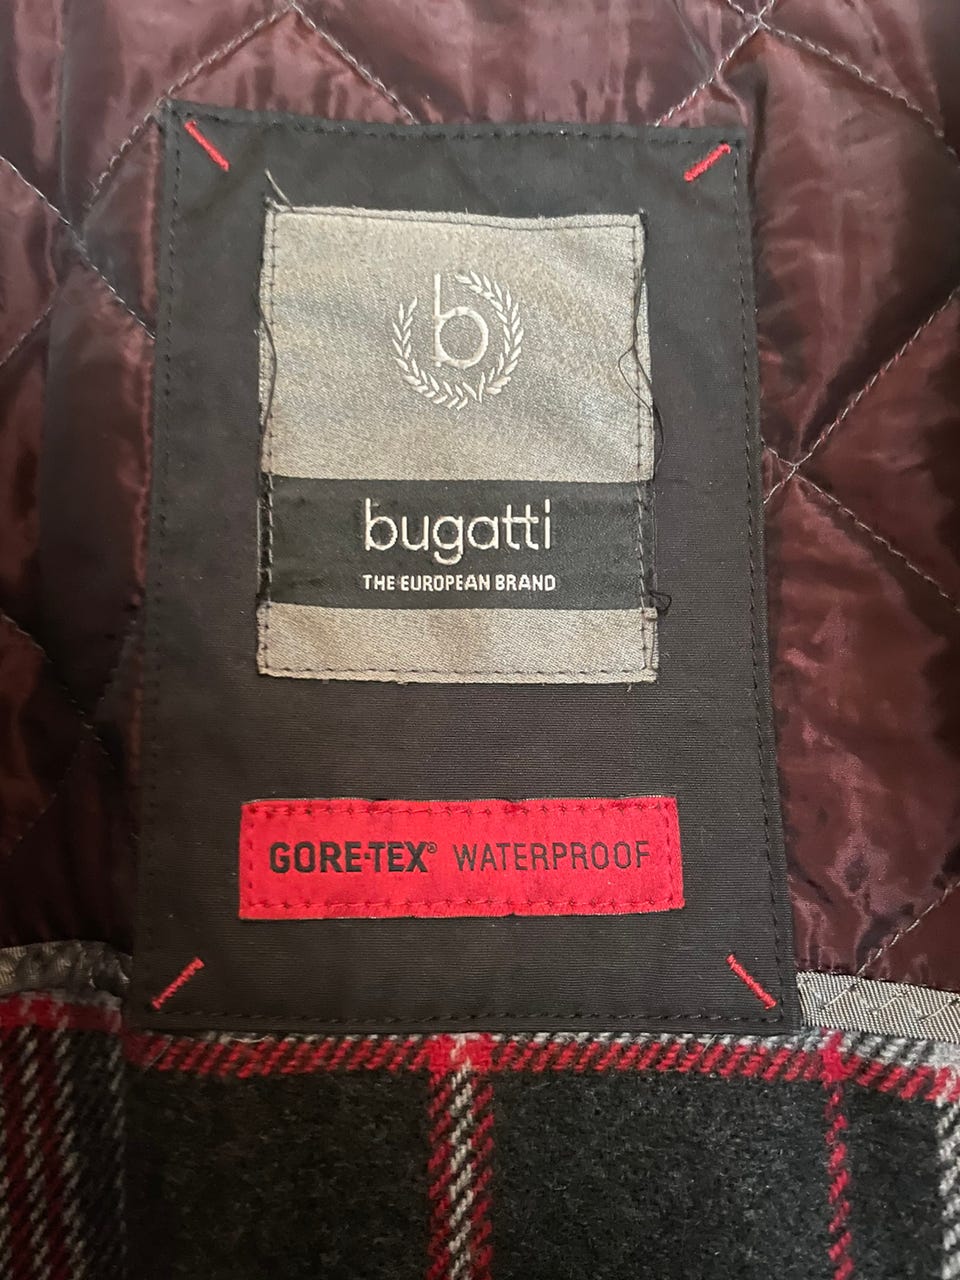 b
bugatti
THE EUROPEAN BRAND
GORE-TEX® WATERPROOF